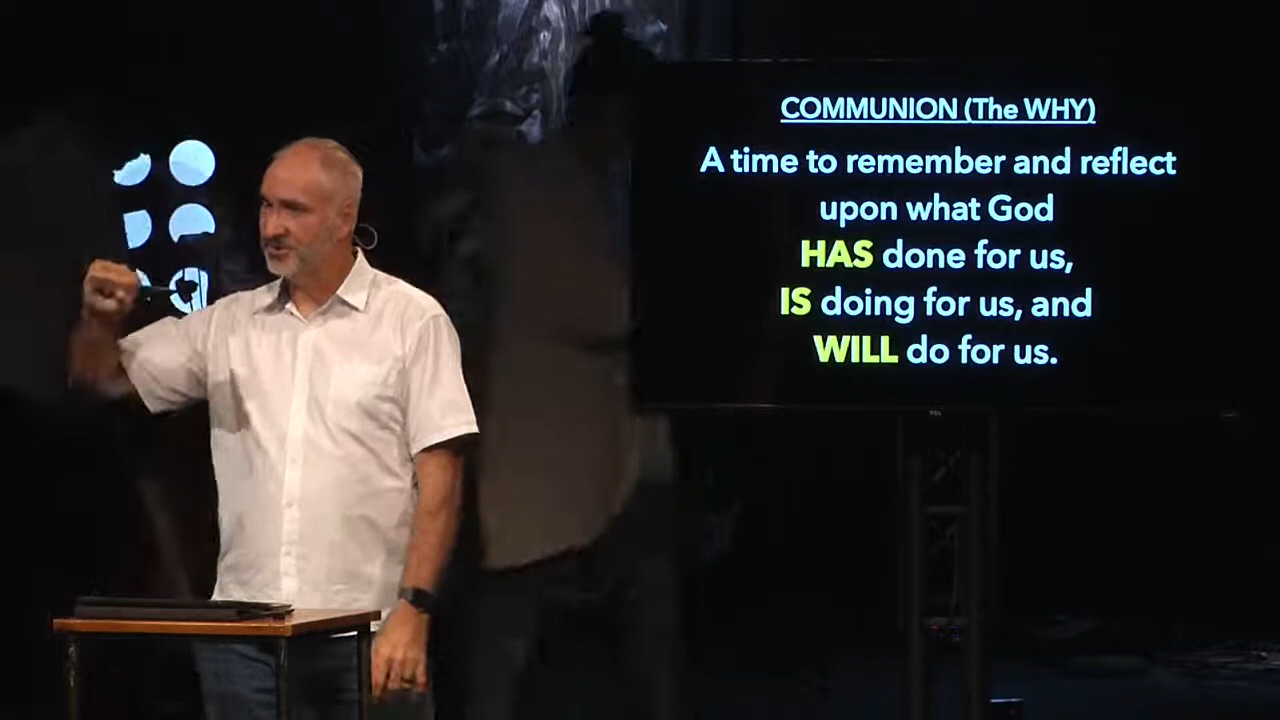 COMMUNION (The WHY)
A time to remember and reflect
upon what God
HAS done for us,
IS doing for us, and
WILL do for us.